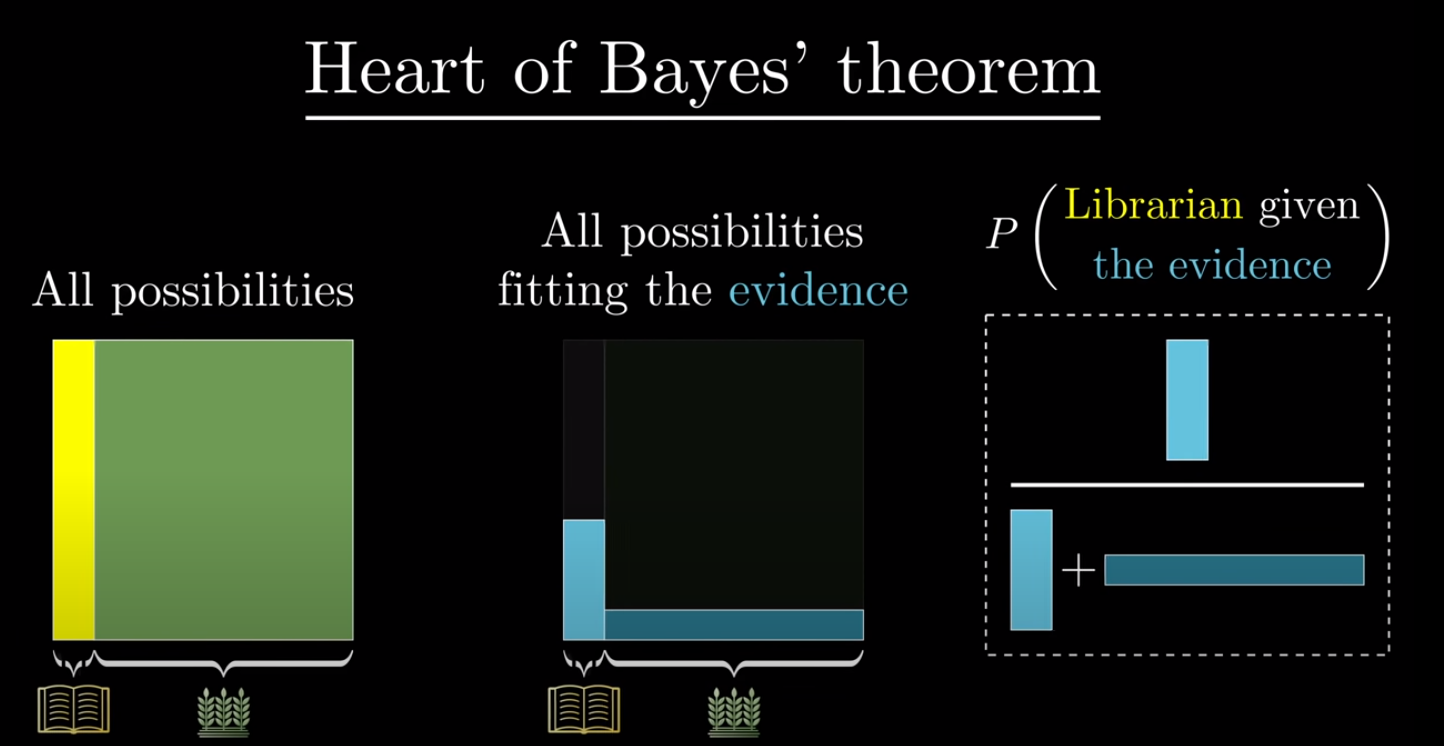 Heart of Bayes’ theorem
All possibilities
All possibilities
fitting the evidence
P
(Librarian given
the evidence)
+